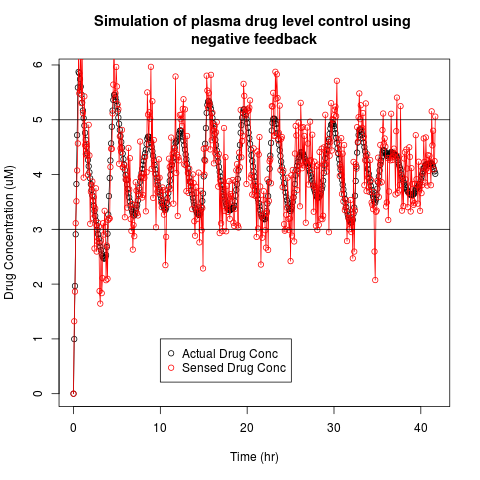 Simulation of plasma drug level control using
negative feedback
Drug Concentration (uM)
6
5
4
3
2
1
0
Actual Drug Conc
Sensed Drug Conc
0 10 20 30 40
Time (hr)